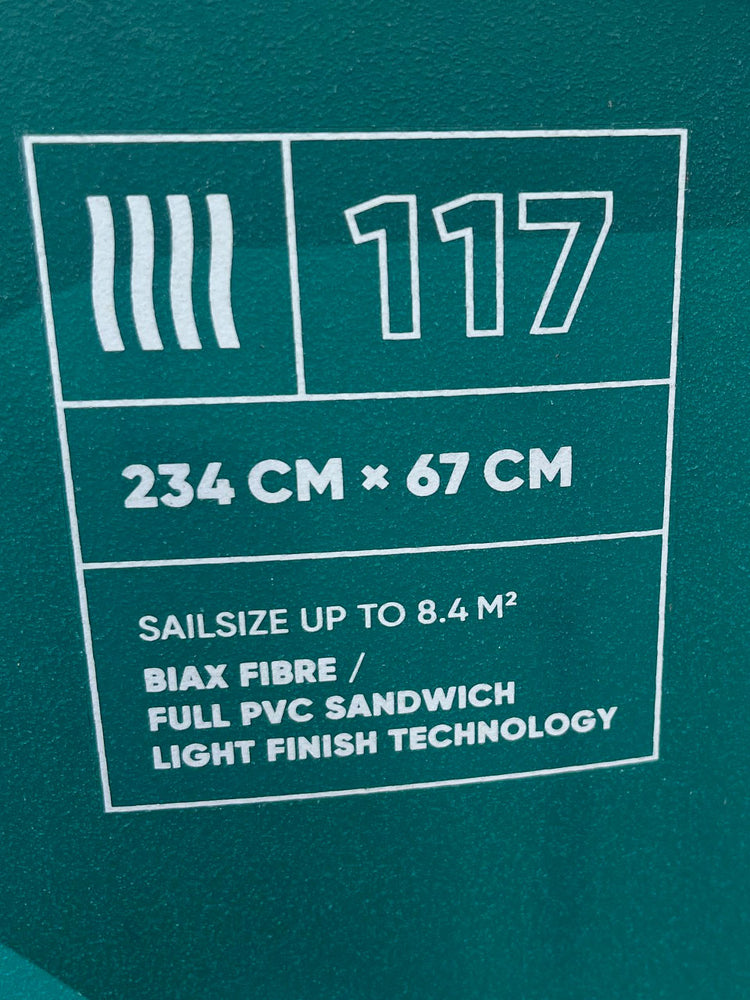 117
234 CM × 67 CM
SAILSIZE UP TO 8.4 M²
BIAX FIBRE /
FULL PVC SANDWICH
LIGHT FINISH TECHNOLOGY